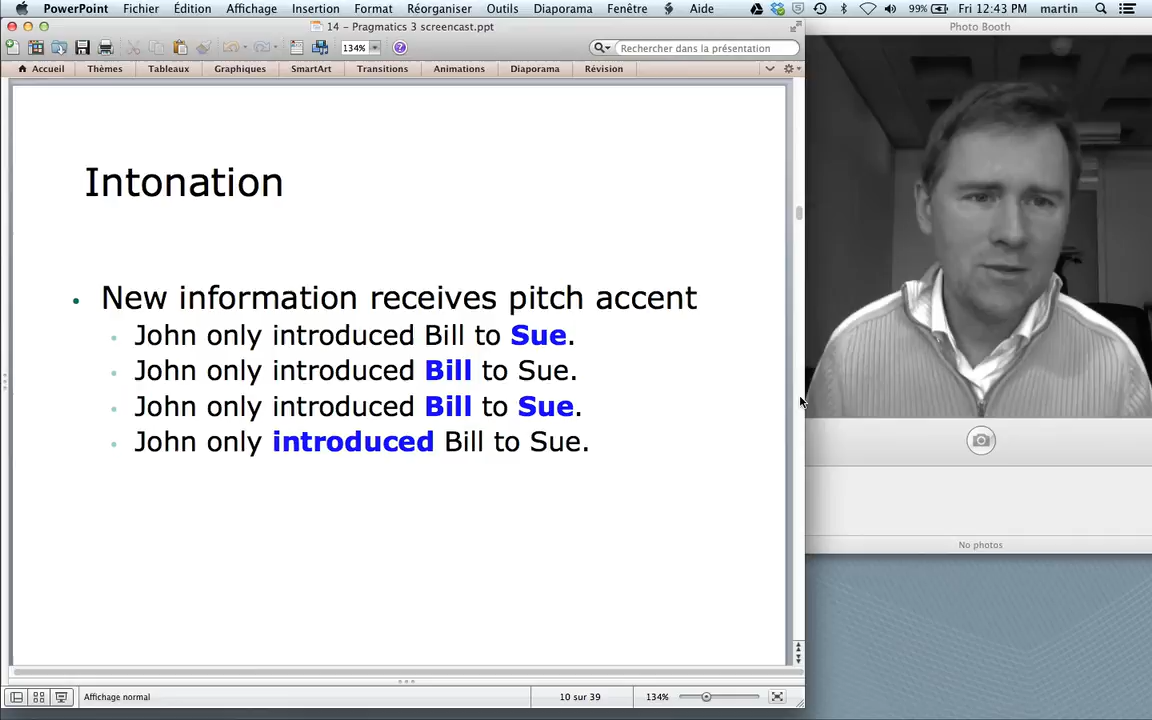 PowerPoint Fichier Édition Affichage Insertion Format Réorganiser Outils Diaporama Fenêtre Aide 99% Fri 12:43 PM martin
14 – Pragmatics 3 screencast.ppt
Photo Booth
134%
Rechercher dans la présentation
Accueil Thèmes Tableaux Graphiques SmartArt Transitions Animations Diaporama Révision
Intonation
• New information receives pitch accent
• John only introduced Bill to Sue.
• John only introduced Bill to Sue.
• John only introduced Bill to Sue.
• John only introduced Bill to Sue.
No photos
Affichage normal 10 sur 39 134%